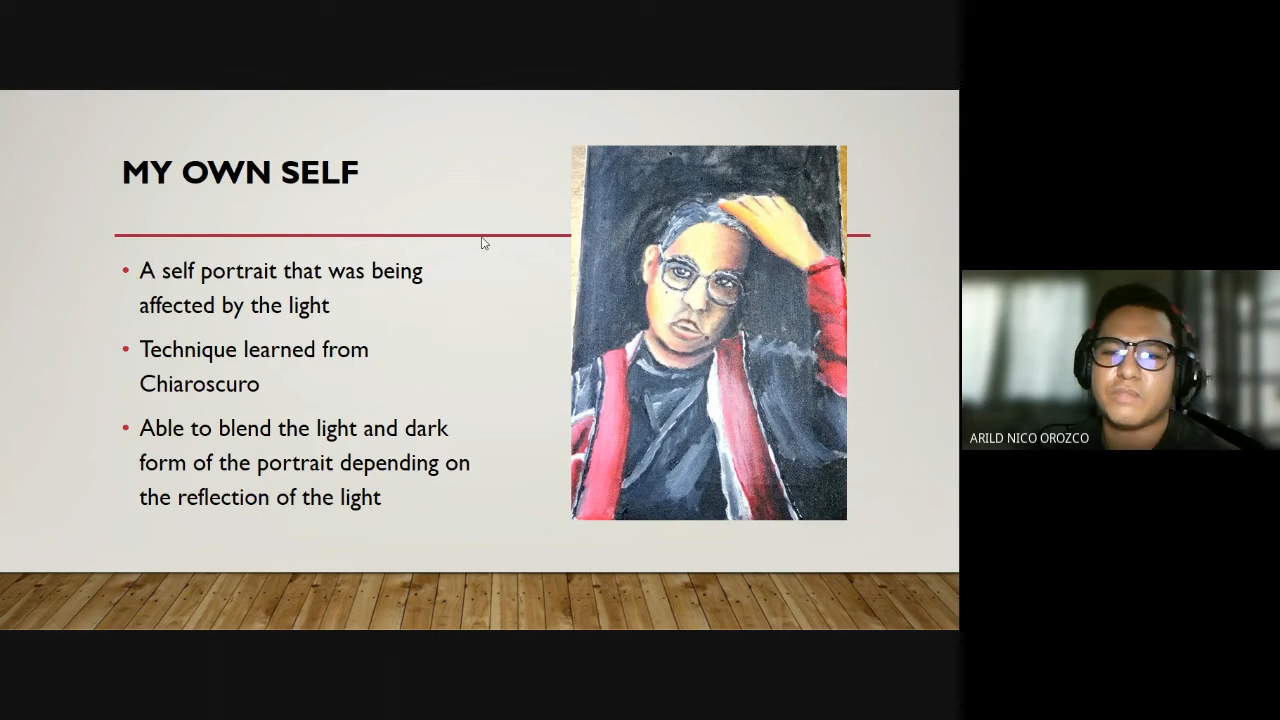 MY OWN SELF
• A self portrait that was being
affected by the light
• Technique learned from
Chiaroscuro
• Able to blend the light and dark
form of the portrait depending on
the reflection of the light
ARILD NICO OROZCO